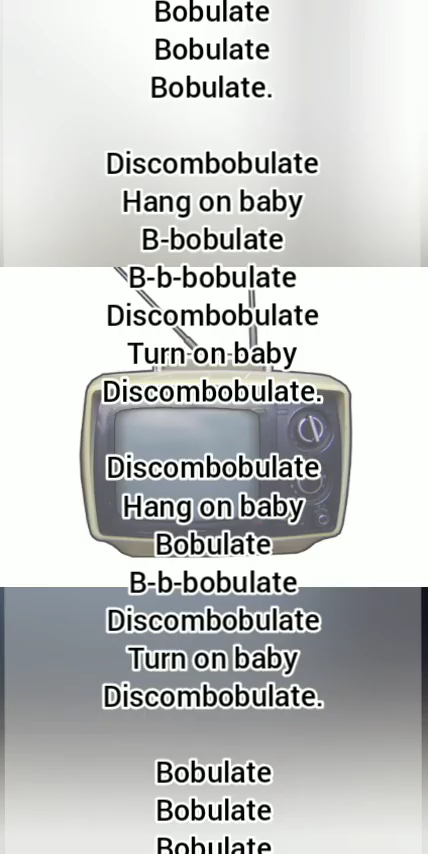 Bobulate
Bobulate
Bobulate.
Discombobulate
Hang on baby
B-bobulate
B-b-bobulate
Discombobulate
Turn on baby
Discombobulate.
Discombobulate
Hang on baby
Bobulate
B-b-bobulate
Discombobulate
Turn on baby
Discombobulate.
Bobulate
Bobulate
Bobulate